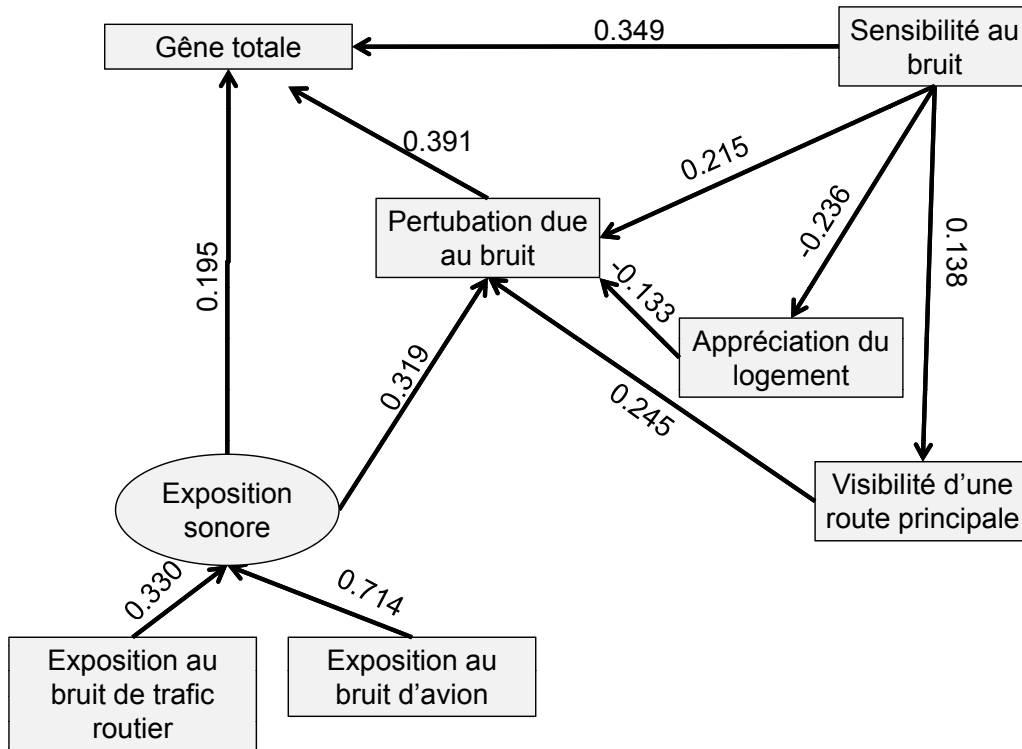 Gêne totale
0.349
Sensibilité au
bruit
0.391
0.215
-0.236
0.138
0.195
Pertubation due
au bruit
-0.133
Appréciation du
logement
0.319
0.245
Exposition
sonore
Visibilité d’une
route principale
0.330
0.714
Exposition au
bruit de trafic
routier
Exposition au
bruit d’avion